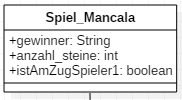 Spiel_Mancala
+gewinner: String
+anzahl_steine: int
+istAmZugSpieler1: boolean